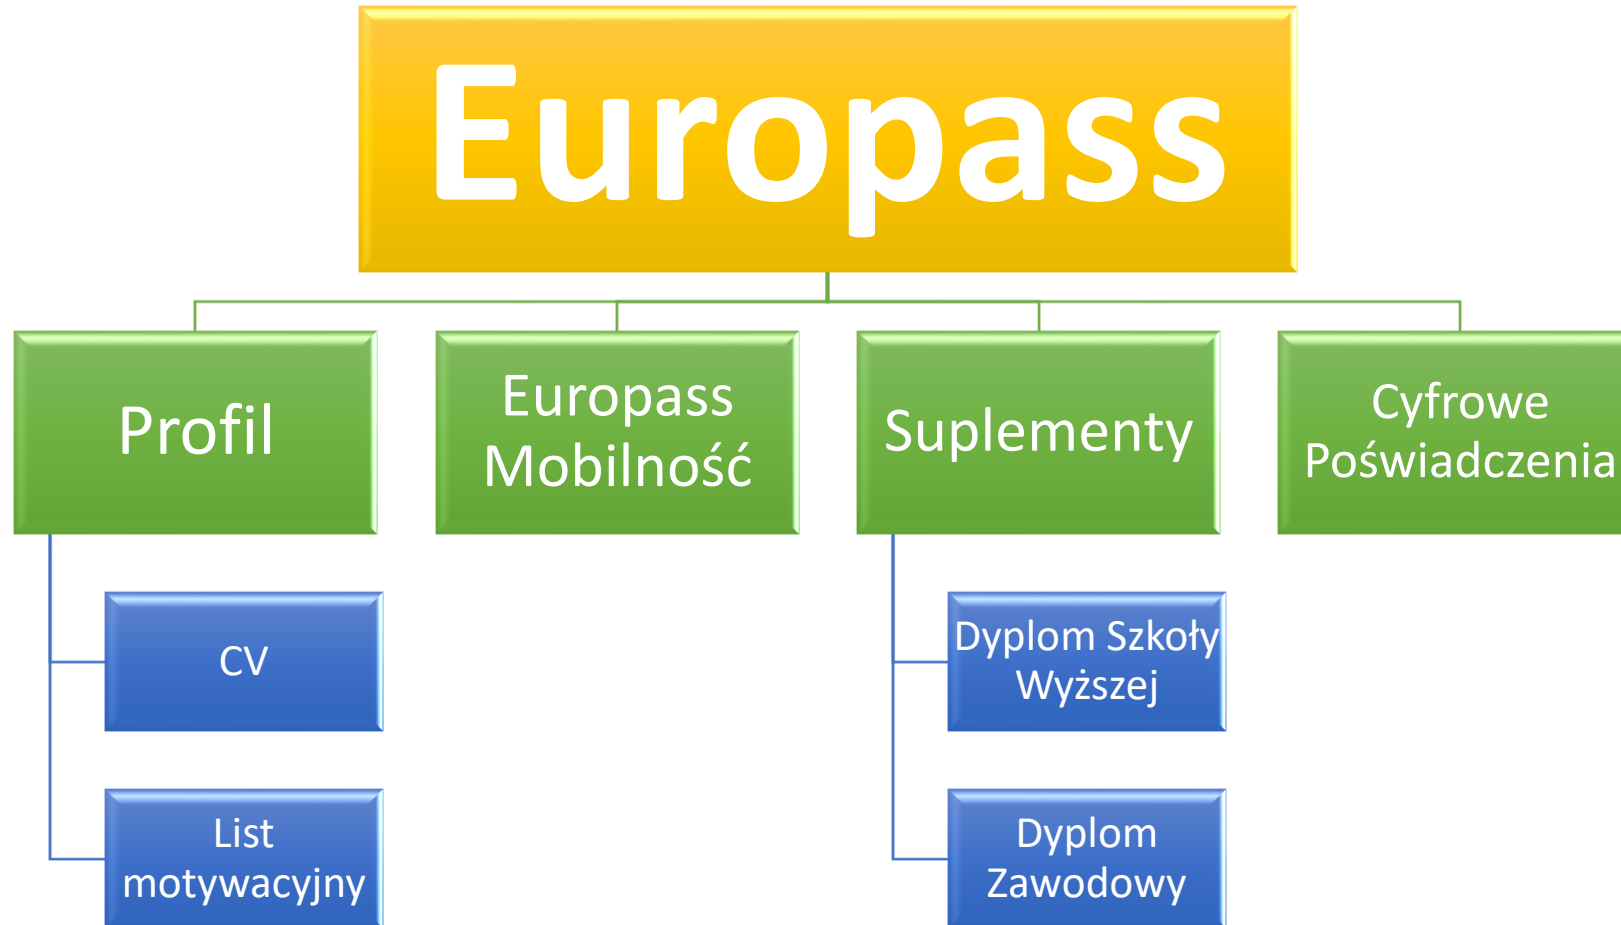 Europass
Profil
Europass
Mobilność
Suplementy
Cyfrowe
Poświadczenia
CV
List
motywacyjny
Dyplom Szkoły
Wyższej
Dyplom
Zawodowy